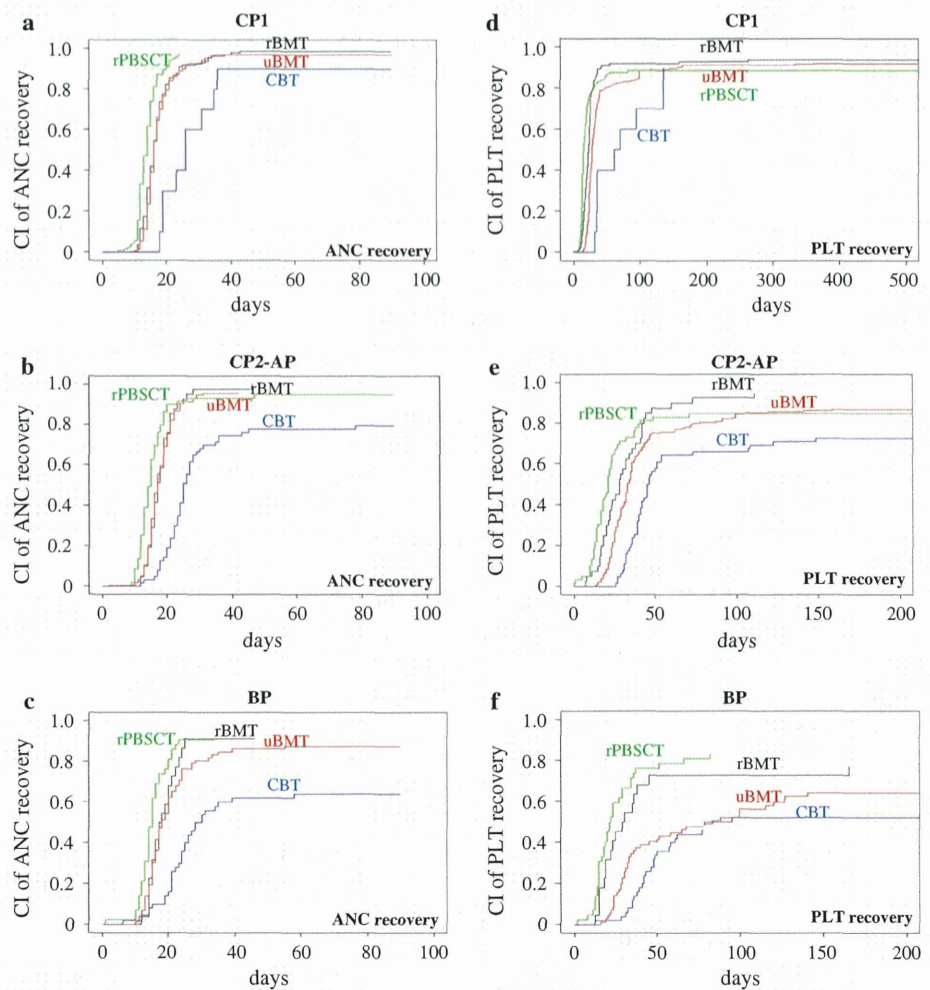 a
CP1
CI of ANC recovery
1.0
0.8
0.6
0.4
0.2
0
rPBSCT
rBMT
uBMT
CBT
ANC recovery
0 20 40 60 80 100
days
d
CP1
CI of PLT recovery
1.0
0.8
0.6
0.4
0.2
0
rBMT
uBMT
rPBSCT
CBT
PLT recovery
0 100 200 300 400 500
days
b
CP2-AP
CI of ANC recovery
1.0
0.8
0.6
0.4
0.2
0
rPBSCT
rBMT
uBMT
CBT
ANC recovery
0 20 40 60 80 100
days
e
CP2-AP
CI of PLT recovery
1.0
0.8
0.6
0.4
0.2
0
rBMT
rPBSCT
uBMT
CBT
PLT recovery
0 50 100 150 200
days
c
BP
CI of ANC recovery
1.0
0.8
0.6
0.4
0.2
0
rPBSCT
rBMT
uBMT
CBT
ANC recovery
0 20 40 60 80 100
days
f
BP
CI of PLT recovery
1.0
0.8
0.6
0.4
0.2
0
rPBSCT
rBMT
uBMT
CBT
PLT recovery
0 50 100 150 200
days